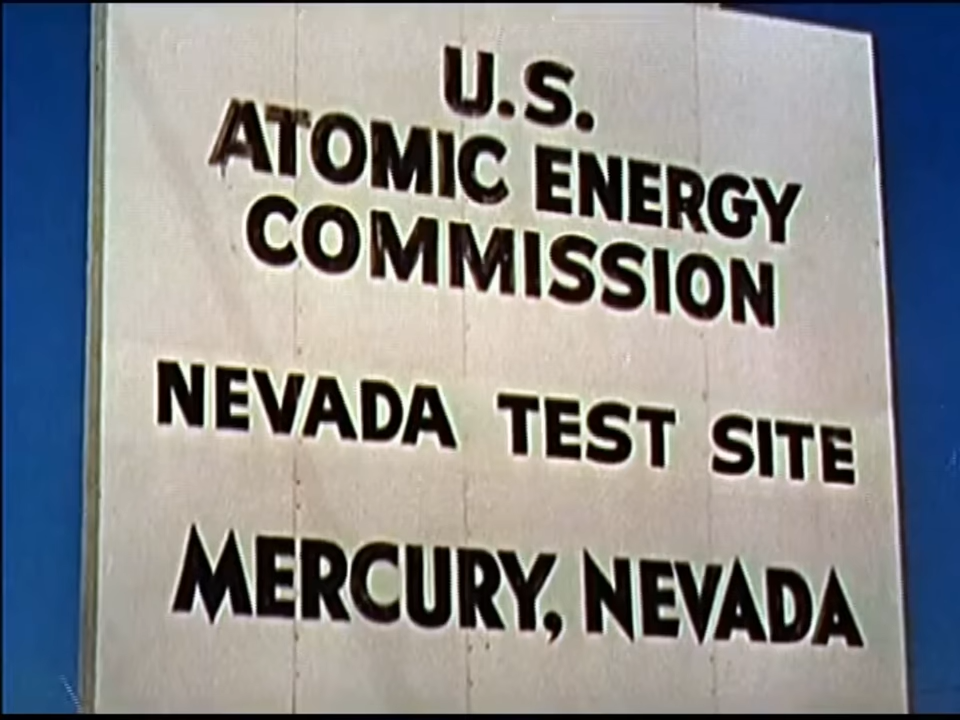 U.S.
ATOMIC ENERGY
COMMISSION
NEVADA TEST SITE
MERCURY, NEVADA